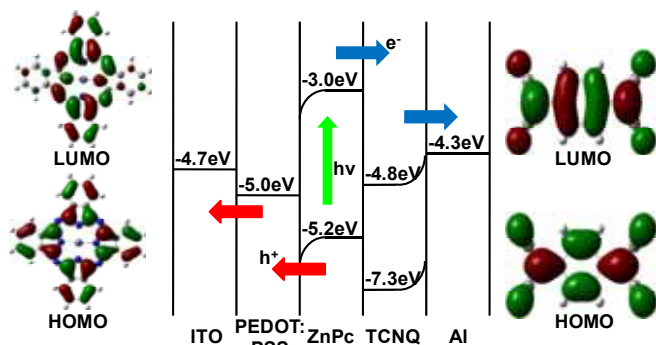 LUMO
HOMO
-4.7eV
-5.0eV
-3.0eV
hν
-5.2eV
h+
e-
-4.8eV
-7.3eV
-4.3eV
ITO
PEDOT:
ZnPc
TCNQ
Al
LUMO
HOMO